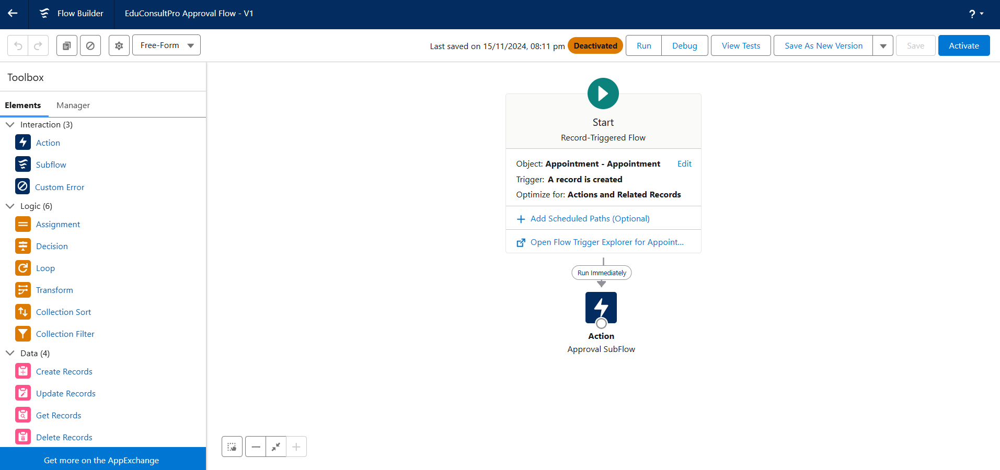 Flow Builder
EduConsultPro Approval Flow - V1
?
Free-Form
Last saved on 15/11/2024, 08:11 pm
Deactivated
Run
Debug
View Tests
Save As New Version
Save
Activate
Toolbox
Elements
Manager
Interaction (3)
Action
Subflow
Custom Error
Logic (6)
Assignment
Decision
Loop
Transform
Collection Sort
Collection Filter
Data (4)
Create Records
Update Records
Get Records
Delete Records
Get more on the AppExchange
Start
Record-Triggered Flow
Object: Appointment - Appointment
Edit
Trigger: A record is created
Optimize for: Actions and Related Records
Add Scheduled Paths (Optional)
Open Flow Trigger Explorer for Appoint...
Run Immediately
Action
Approval SubFlow